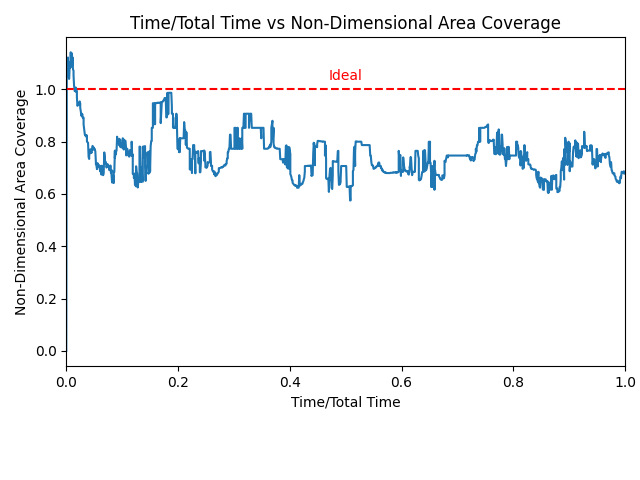 Time/Total Time vs Non-Dimensional Area Coverage
Ideal
Non-Dimensional Area Coverage
1.0
0.8
0.6
0.4
0.2
0.0
0.0 0.2 0.4 0.6 0.8 1.0
Time/Total Time